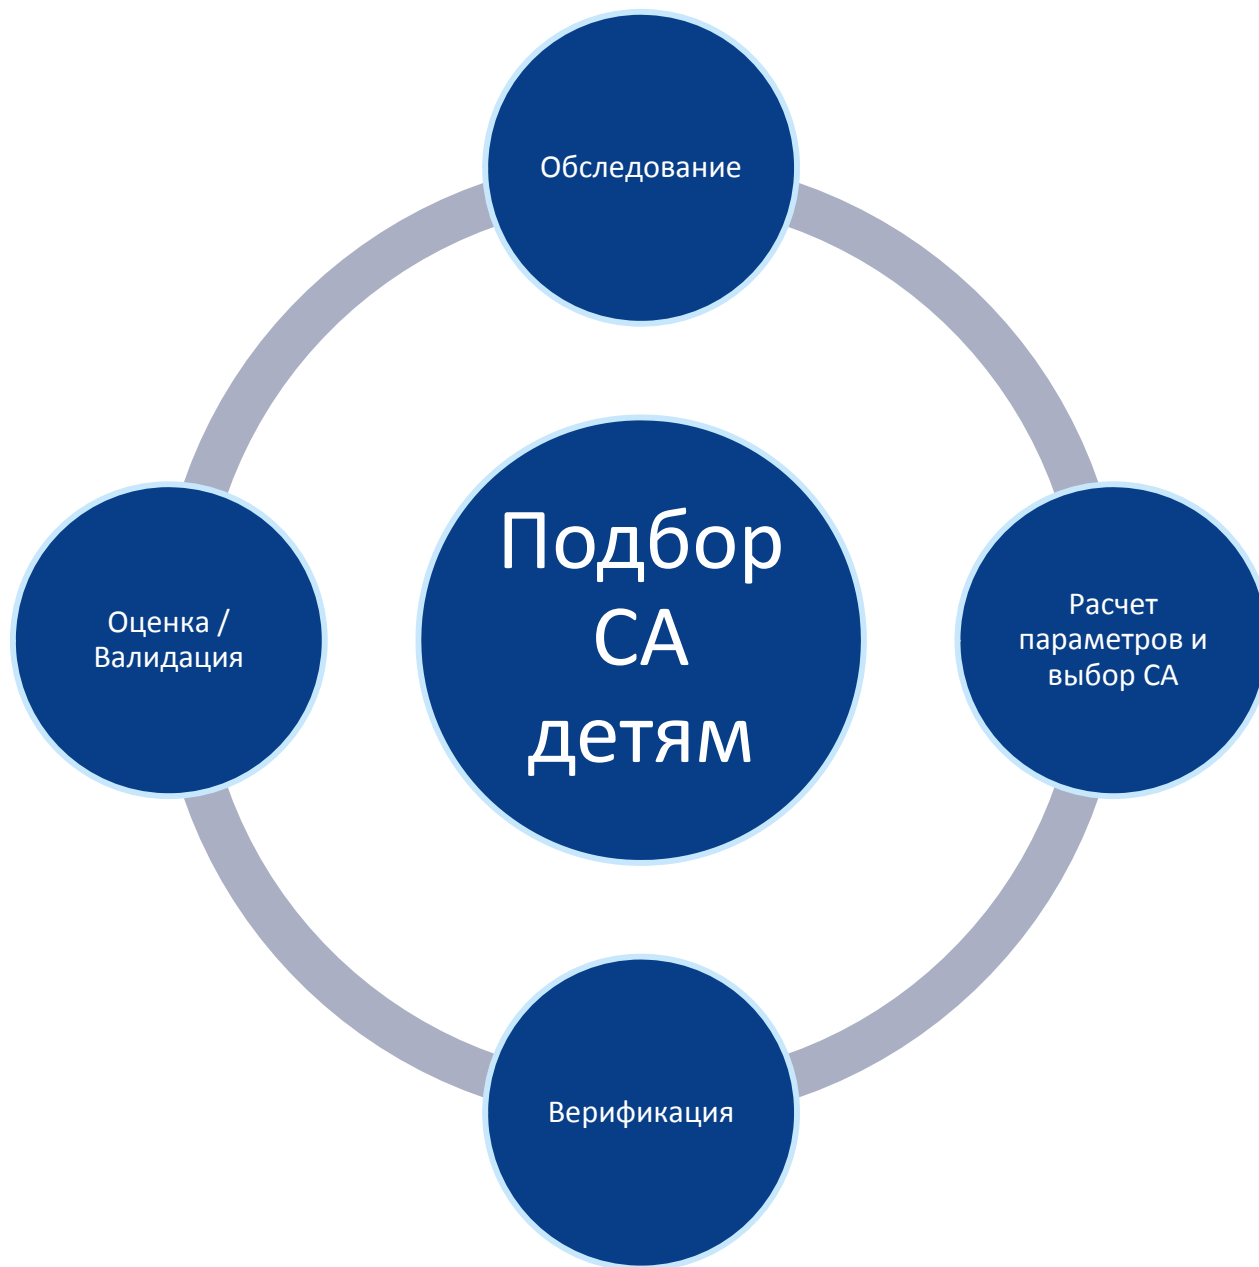 Обследование
Подбор
СА
детям
Расчет
параметров и
выбор СА
Оценка /
Валидация
Верификация